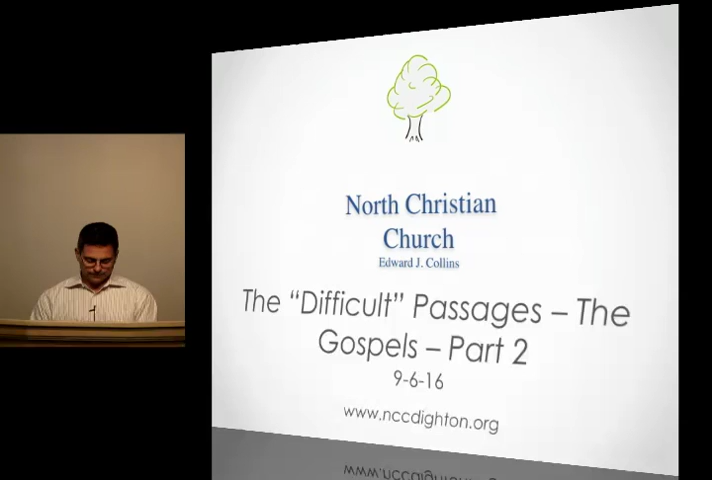 North Christian
Church
Edward J. Collins
The “Difficult” Passages – The
Gospels – Part 2
9-6-16
www.nccdighton.org